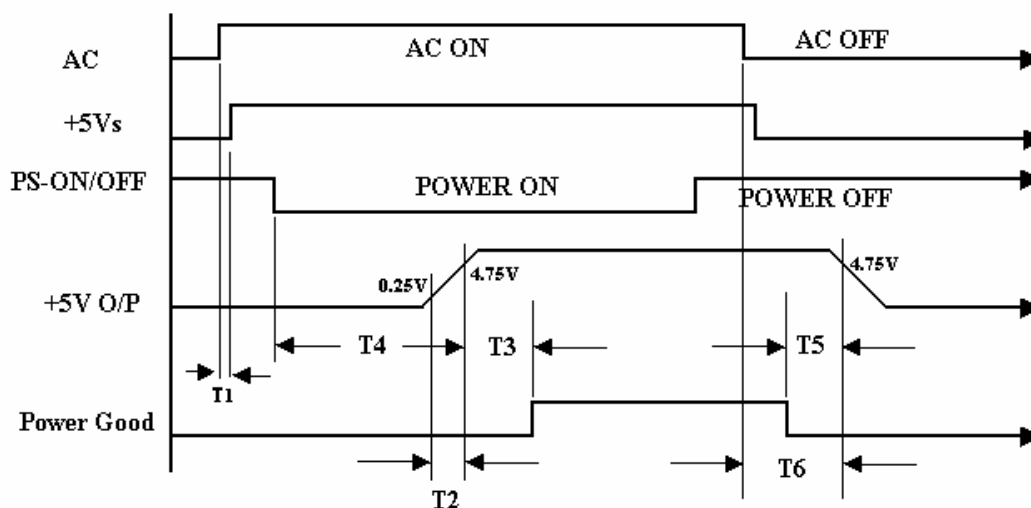 AC
AC ON
AC OFF
+5Vs
PS-ON/OFF
POWER ON
POWER OFF
+5V O/P
0.25V
4.75V
4.75V
T4
T3
T5
T1
Power Good
T2
T6